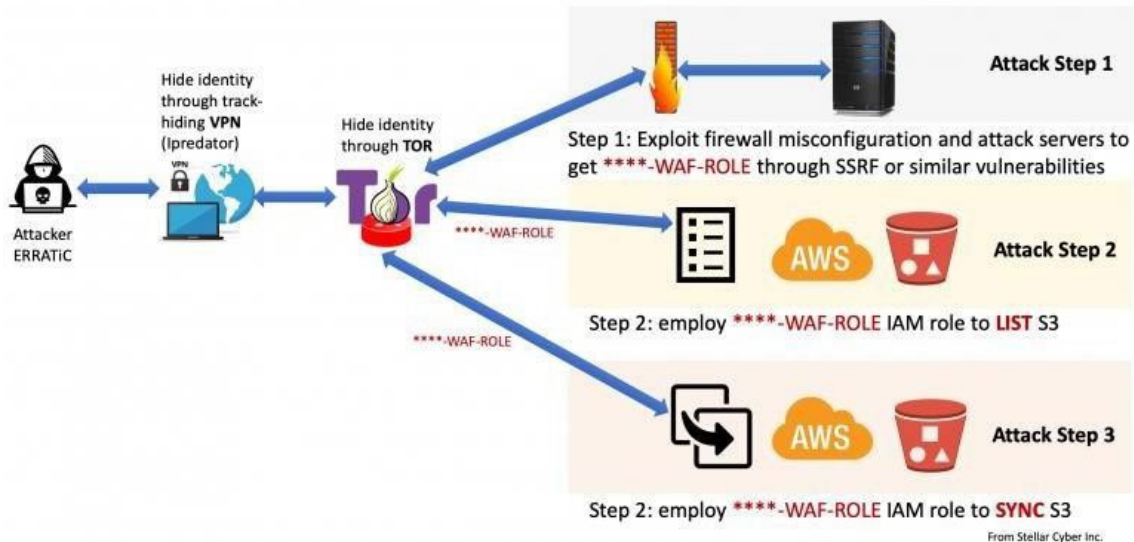 Attack Step 1
Hide identity
through track-
hiding VPN
(Ipredator)
VPN
Hide identity
through TOR
Tor
Attacker
ERRATiC
Step 1: Exploit firewall misconfiguration and attack servers to
get ****-WAF-ROLE through SSRF or similar vulnerabilities
****-WAF-ROLE
AWS
Attack Step 2
Step 2: employ ****-WAF-ROLE IAM role to LIST S3
****-WAF-ROLE
AWS
Attack Step 3
Step 2: employ ****-WAF-ROLE IAM role to SYNC S3
From Stellar Cyber Inc.